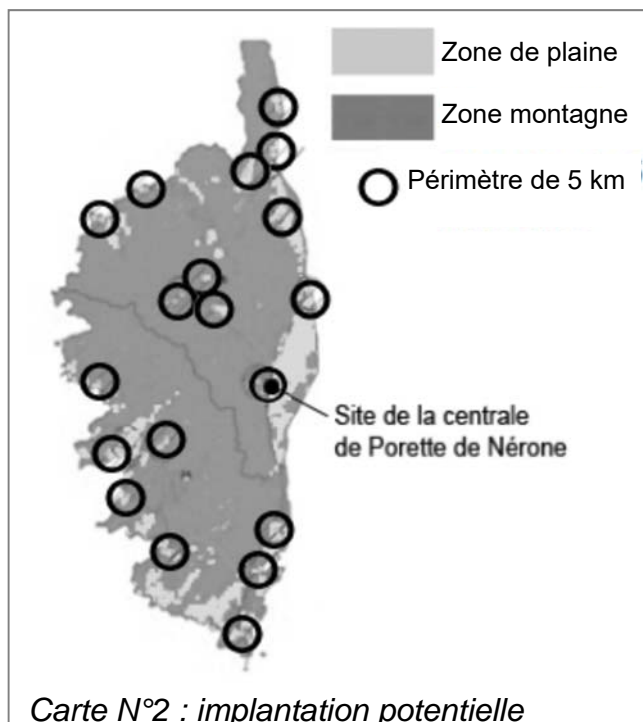 Zone de plaine
Zone montagne
Périmètre de 5 km
Site de la centrale
de Porette de Nérone
Carte N°2 : implantation potentielle